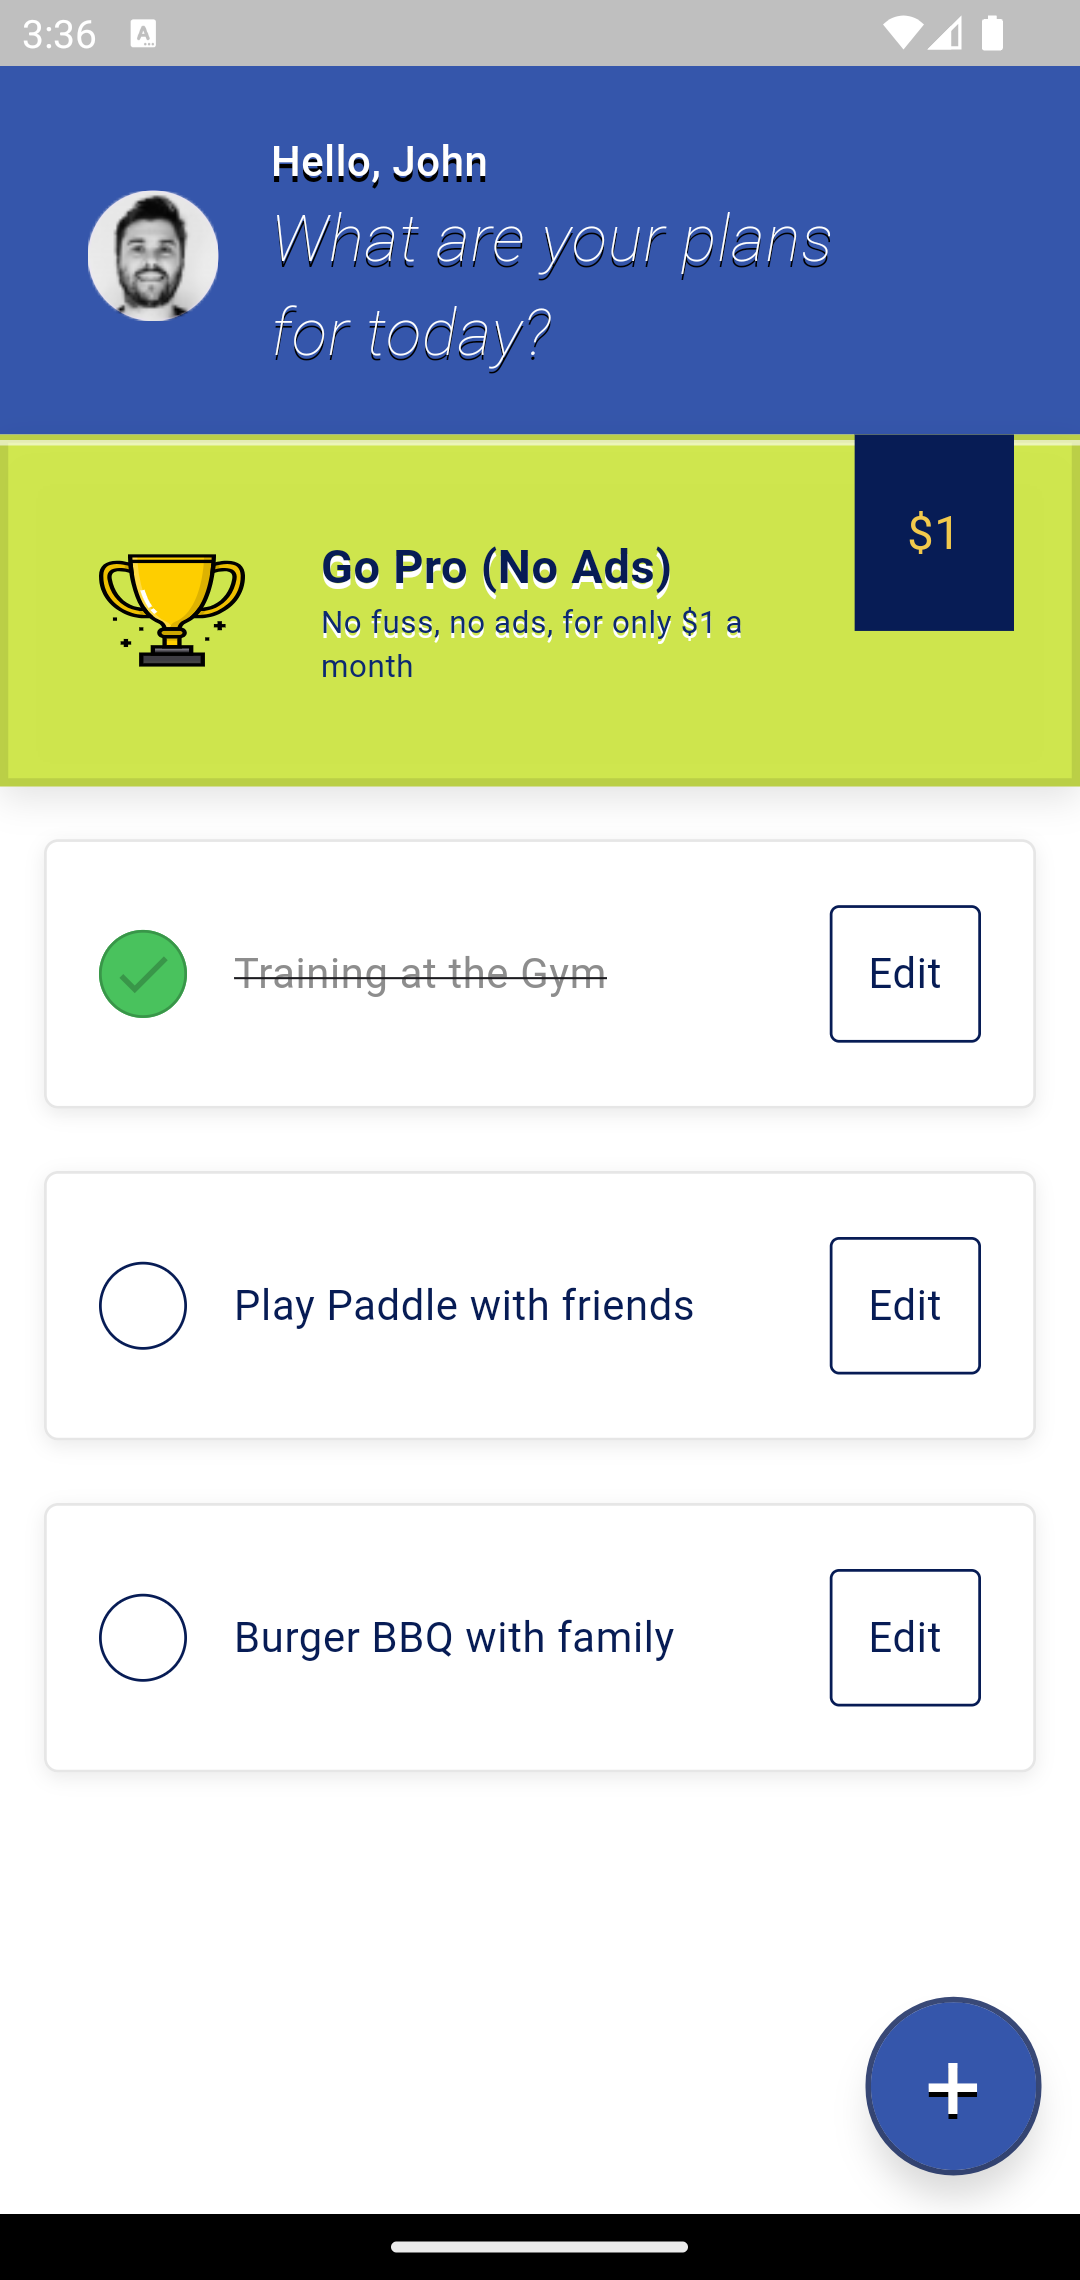 3:36
Hello, John
What are your plans
for today?
$1
Go Pro (No Ads)
No fuss, no ads, for only $1 a
month
Training at the Gym
Edit
Play Paddle with friends
Edit
Burger BBQ with family
Edit
+